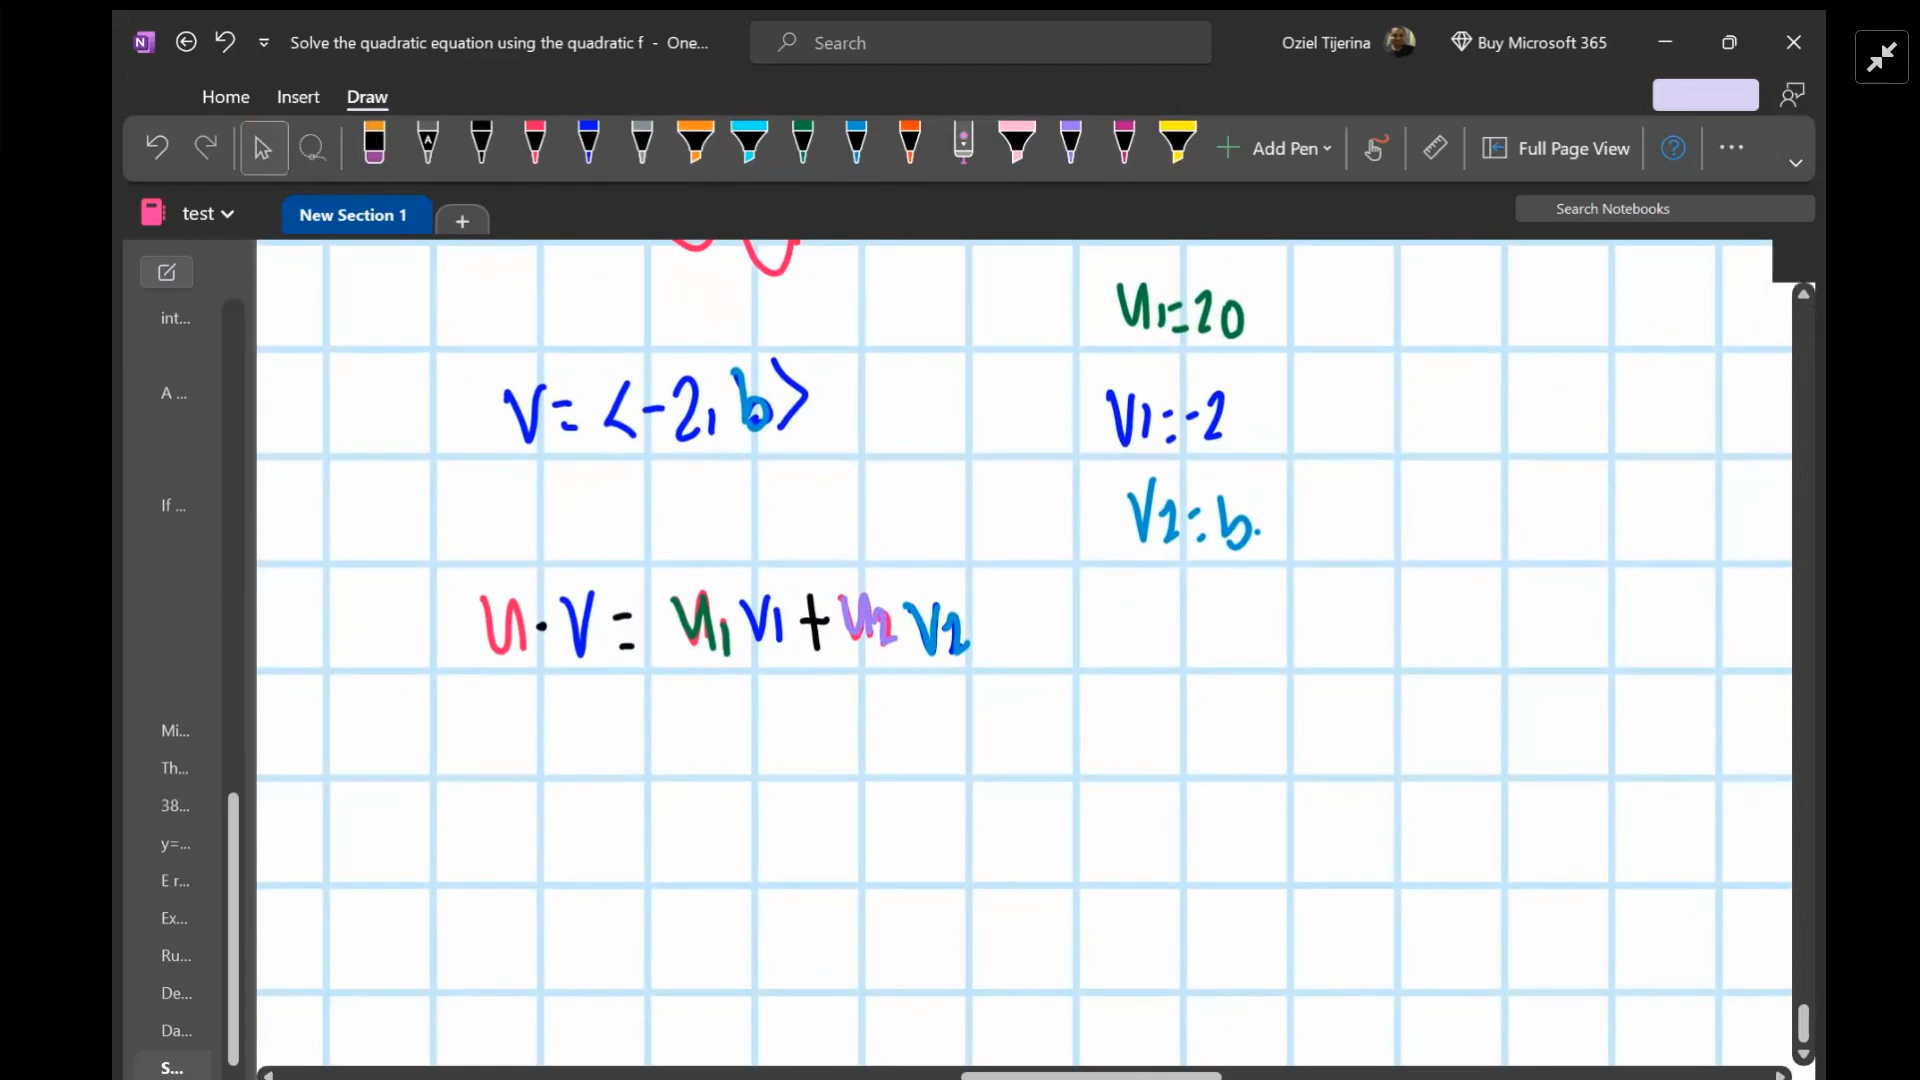 Solve the quadratic equation using the quadratic f - One...
Search
Oziel Tijerina
Buy Microsoft 365
Home Insert Draw
Add Pen
Full Page View
test
New Section 1
Search Notebooks
int...
A ...
If ...
Mi...
Th...
38...
y=...
E r...
Ex...
Ru...
De...
Da...
S...
u1=20
v=<-2, b>
v1=-2
v2=b.
u·v= u1v1+u2v2